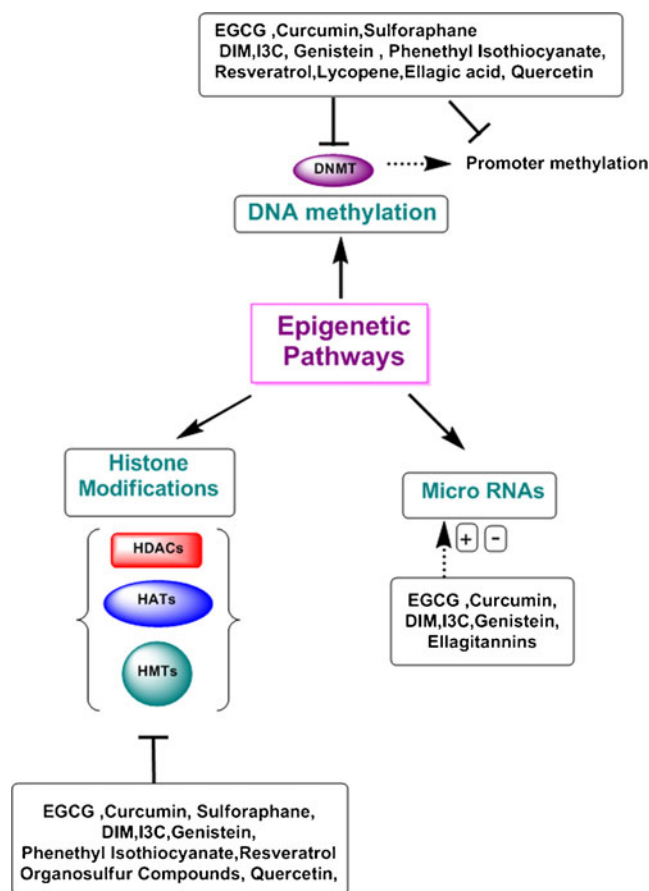 EGCG ,Curcumin,Sulforaphane
DIM,I3C, Genistein , Phenethyl Isothiocyanate,
Resveratrol,Lycopene,Ellagic acid, Quercetin
DNMT
Promoter methylation
DNA methylation
Epigenetic
Pathways
Histone
Modifications
Micro RNAs
+ -
HDACs
HATs
HMTs
EGCG ,Curcumin,
DIM,I3C,Genistein,
Ellagitannins
EGCG ,Curcumin, Sulforaphane,
DIM,I3C,Genistein,
Phenethyl Isothiocyanate,Resveratrol
Organosulfur Compounds, Quercetin,